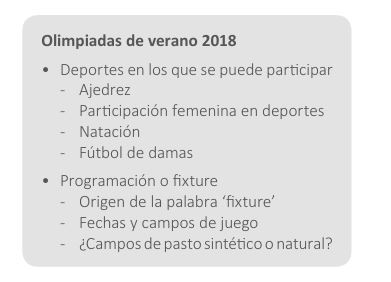 Olimpiadas de verano 2018
• Deportes en los que se puede participar
- Ajedrez
- Participación femenina en deportes
- Natación
- Fútbol de damas
• Programación o fixture
- Origen de la palabra ‘fixture’
- Fechas y campos de juego
- ¿Campos de pasto sintético o natural?